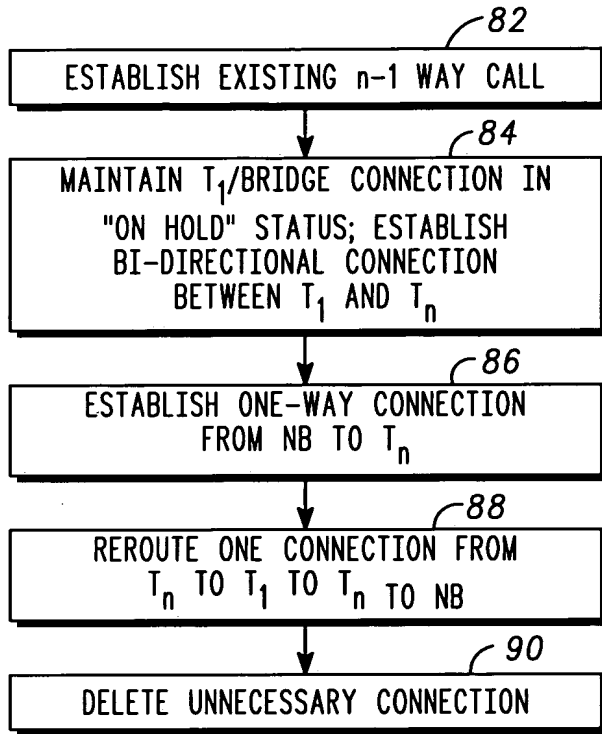 82
ESTABLISH EXISTING n-1 WAY CALL
84
MAINTAIN T1/BRIDGE CONNECTION IN
"ON HOLD" STATUS; ESTABLISH
BI-DIRECTIONAL CONNECTION
BETWEEN T1 AND Tn
86
ESTABLISH ONE-WAY CONNECTION
FROM NB TO Tn
88
REROUTE ONE CONNECTION FROM
Tn TO T1 TO Tn TO NB
90
DELETE UNNECESSARY CONNECTION